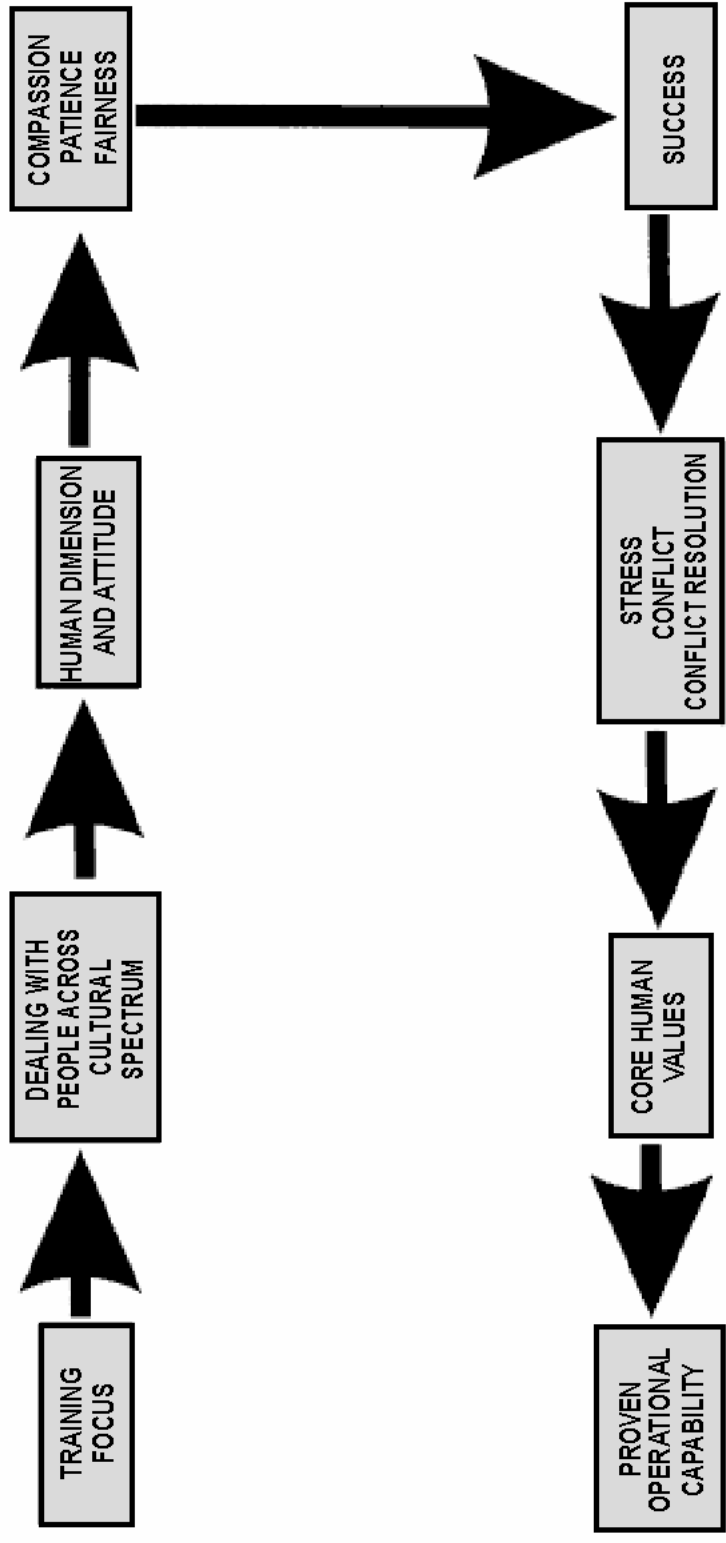 TRAINING
FOCUS
DEALING WITH
PEOPLE ACROSS
CULTURAL
SPECTRUM
HUMAN DIMENSION
AND ATTITUDE
COMPASSION
PATIENCE
FAIRNESS
SUCCESS
STRESS
CONFLICT
CONFLICT RESOLUTION
CORE HUMAN
VALUES
PROVEN
OPERATIONAL
CAPABILITY